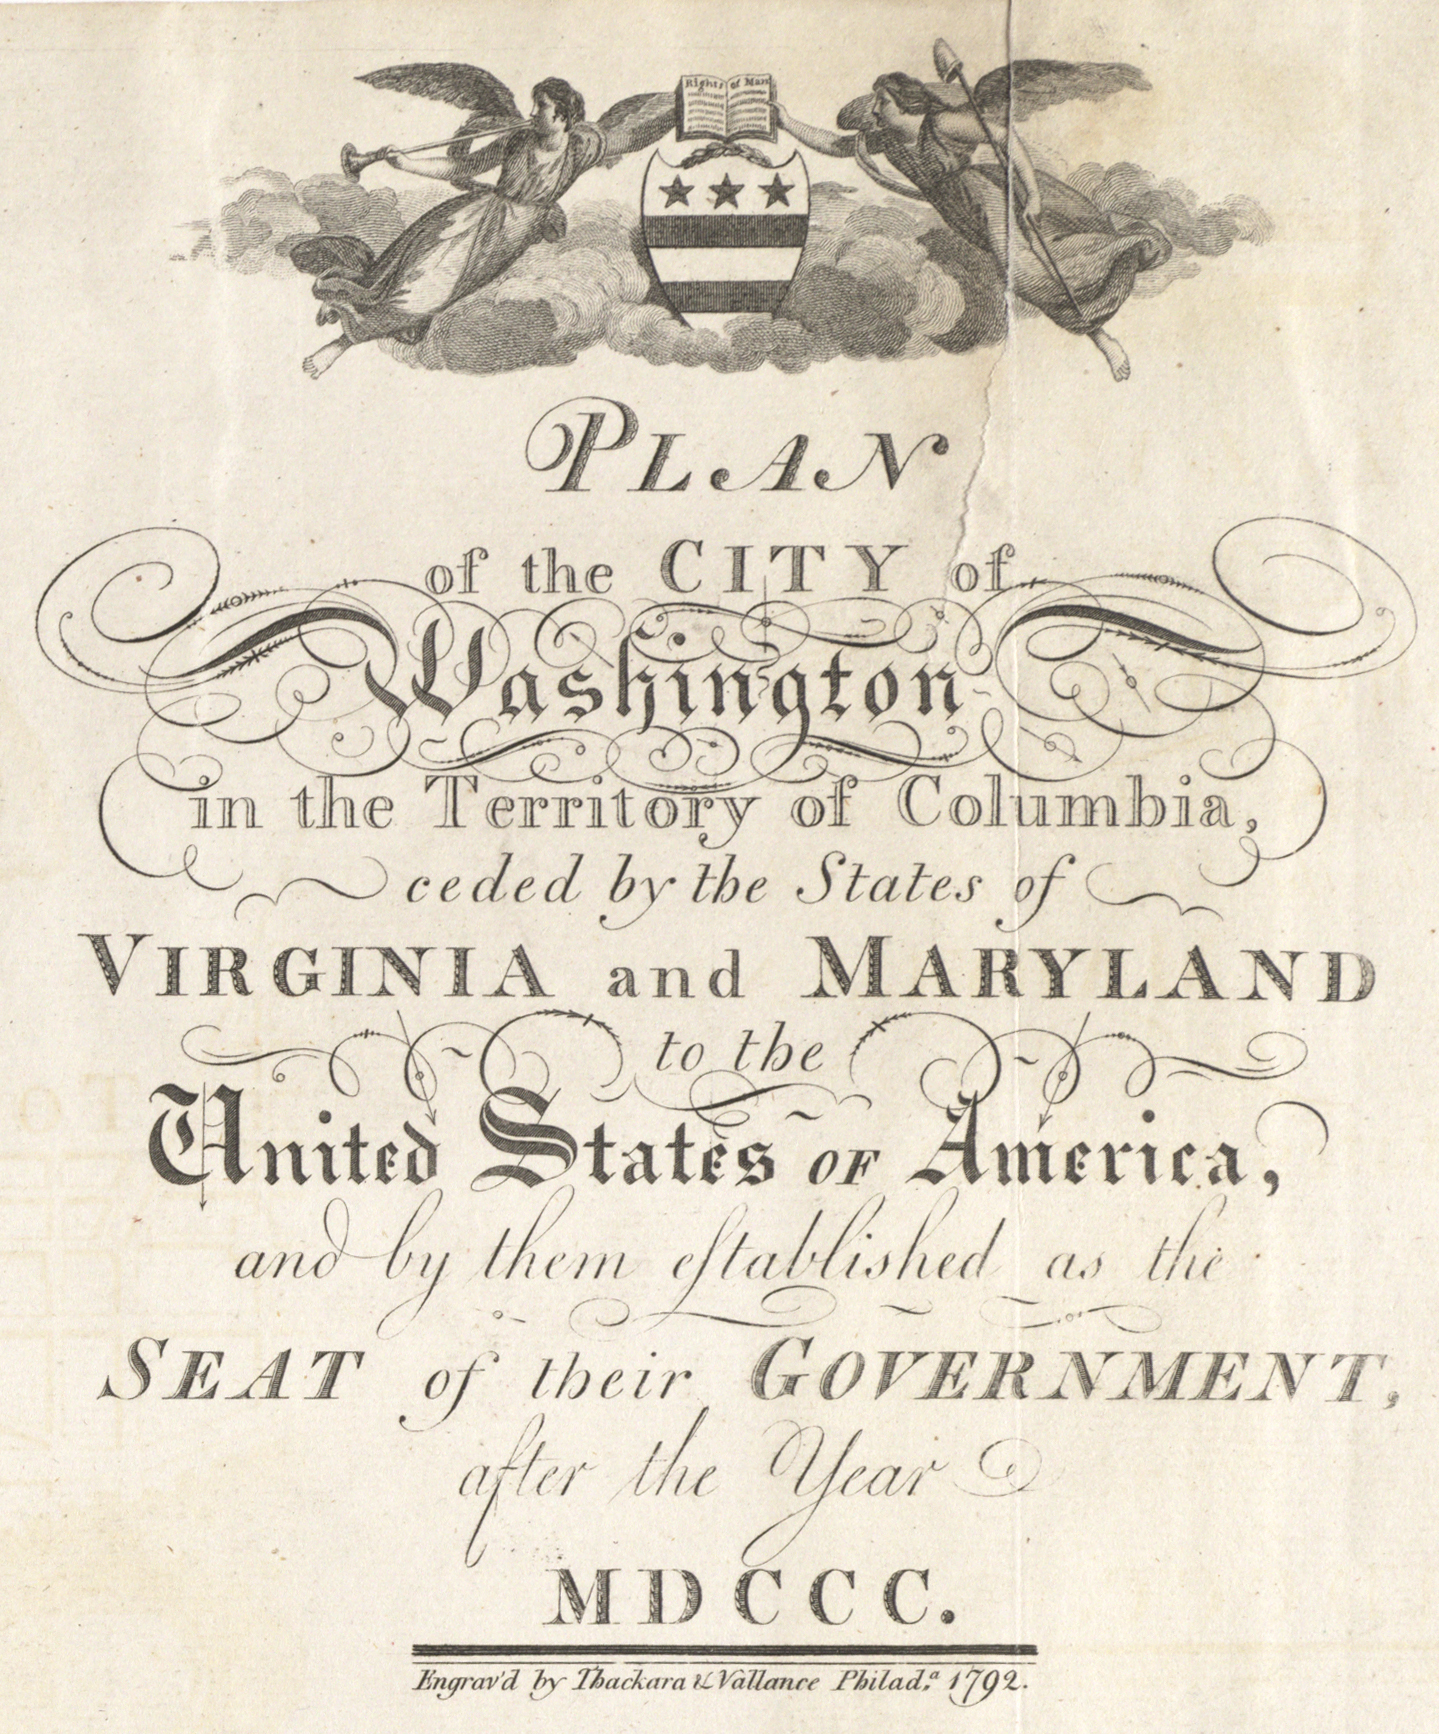 Rights of Man
PLAN
of the CITY of
Washington
in the Territory of Columbia,
ceded by the States of
VIRGINIA and MARYLAND
to the
United States OF America,
and by them eſtablished as the
SEAT of their GOVERNMENT,
after the Year
MDCCC.
Engrav'd by Thackara & Vallance Philad.ª 1792.